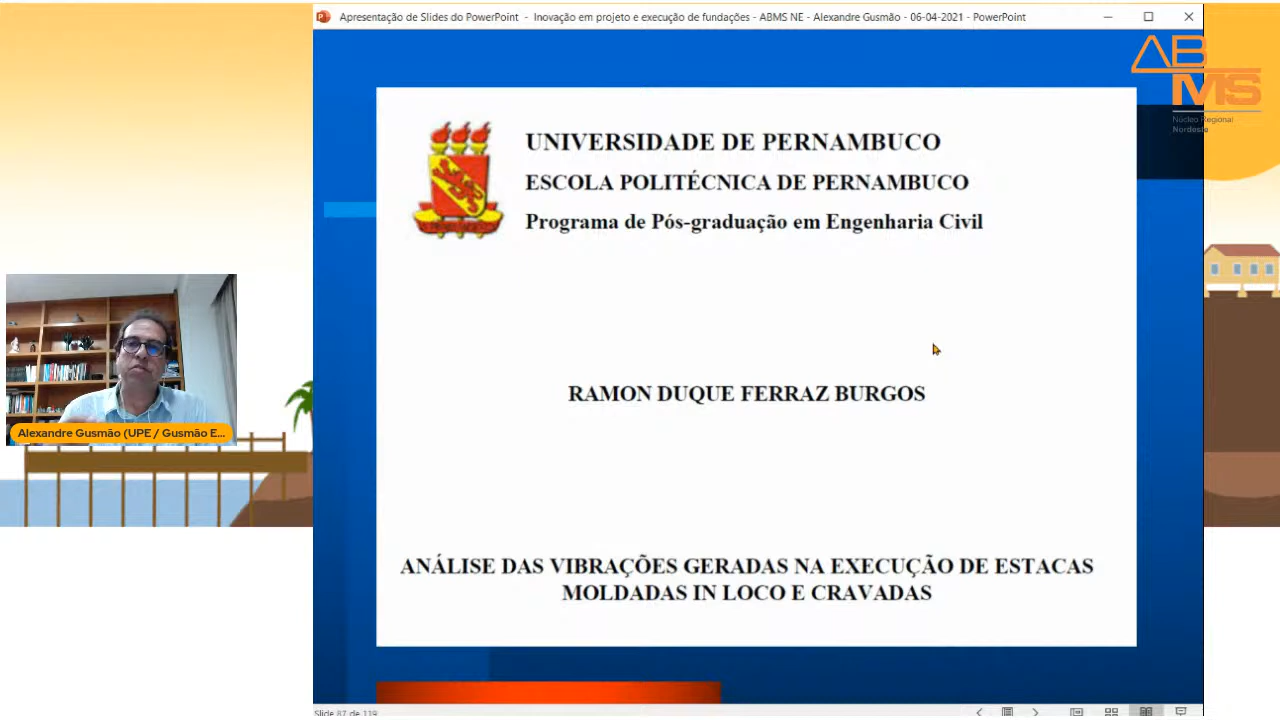 Apresentação de Slides do PowerPoint - Inovação em projeto e execução de fundações - ABMS NE - Alexandre Gusmão - 06-04-2021 - PowerPoint
ABMS
Núcleo Regional
Nordeste
UNIVERSIDADE DE PERNAMBUCO
ESCOLA POLITÉCNICA DE PERNAMBUCO
Programa de Pós-graduação em Engenharia Civil
RAMON DUQUE FERRAZ BURGOS
Alexandre Gusmão (UPE / Gusmão E...
ANÁLISE DAS VIBRAÇÕES GERADAS NA EXECUÇÃO DE ESTACAS
MOLDADAS IN LOCO E CRAVADAS
Slide 87 de 119